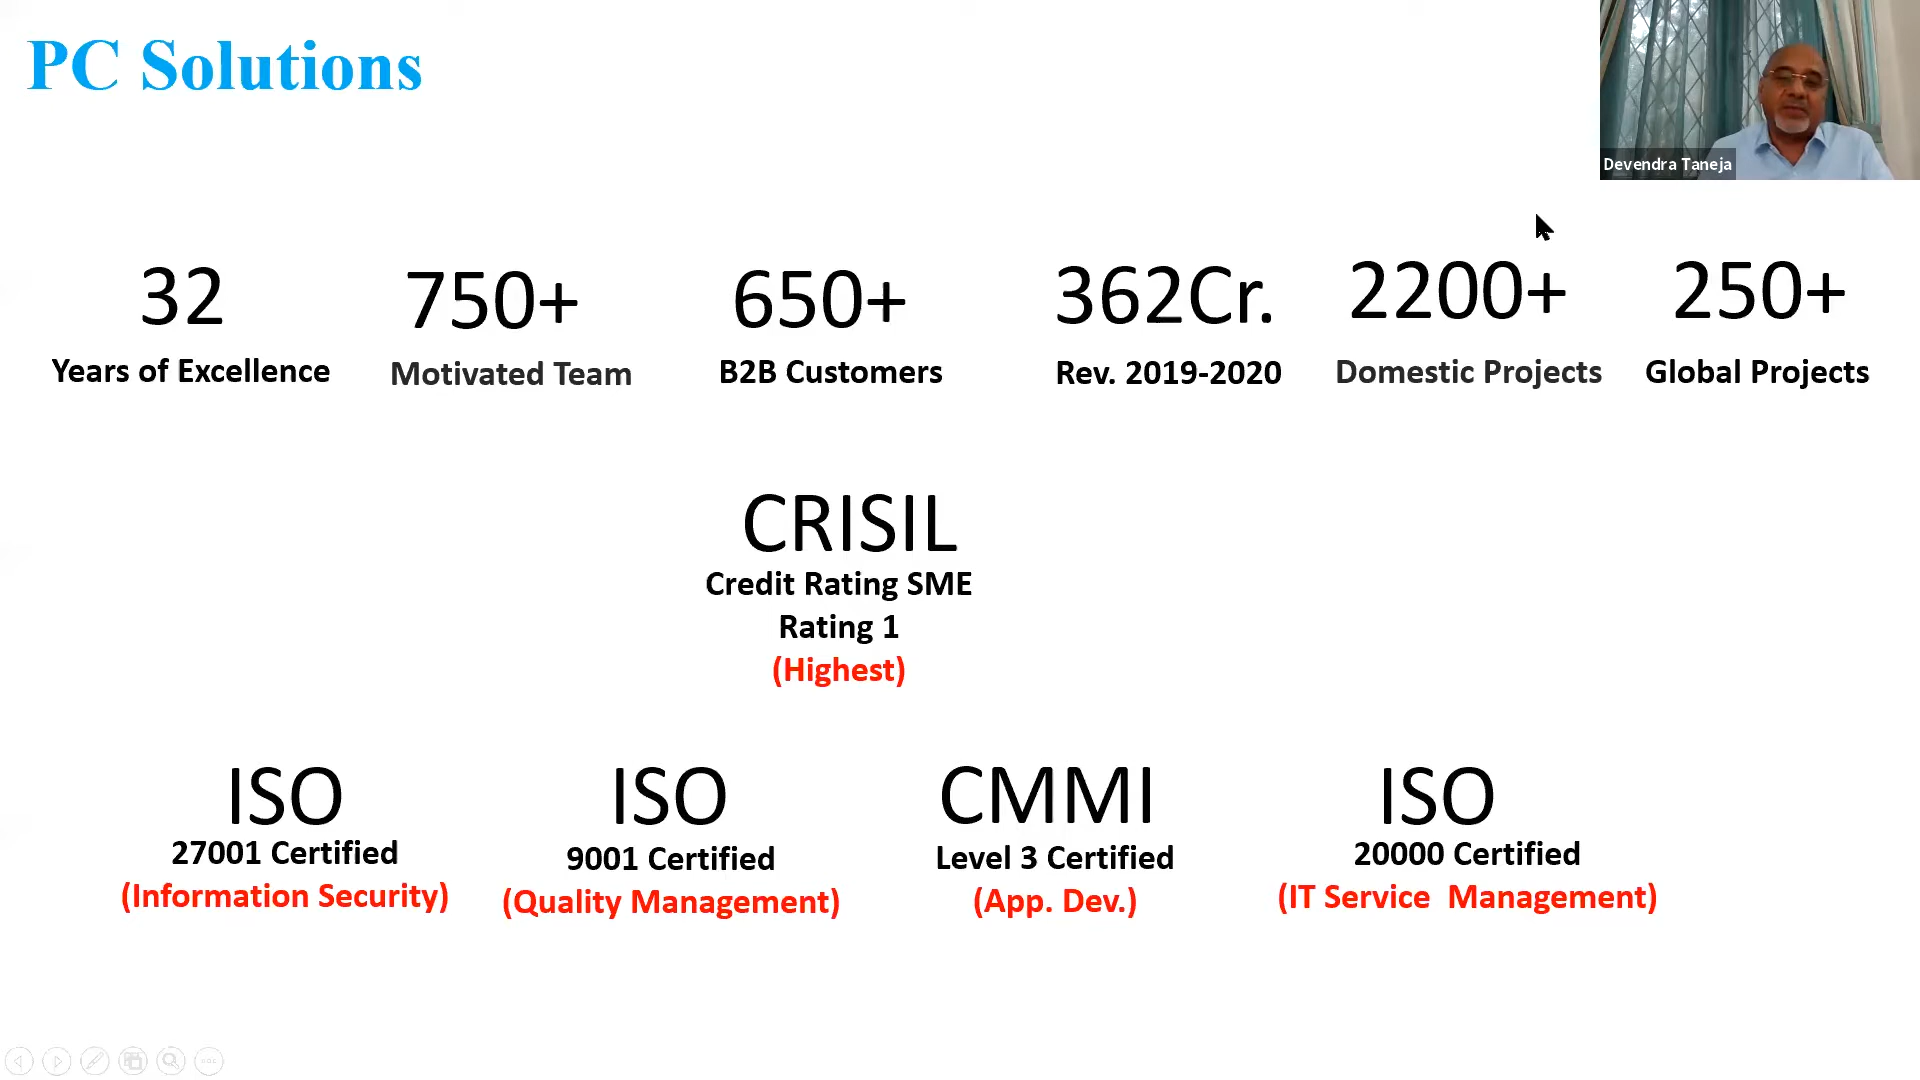 PC Solutions
Devendra Taneja
32
Years of Excellence
750+
Motivated Team
650+
B2B Customers
362Cr.
Rev. 2019-2020
2200+
Domestic Projects
250+
Global Projects
CRISIL
Credit Rating SME
Rating 1
(Highest)
ISO
27001 Certified
(Information Security)
ISO
9001 Certified
(Quality Management)
CMMI
Level 3 Certified
(App. Dev.)
ISO
20000 Certified
(IT Service  Management)